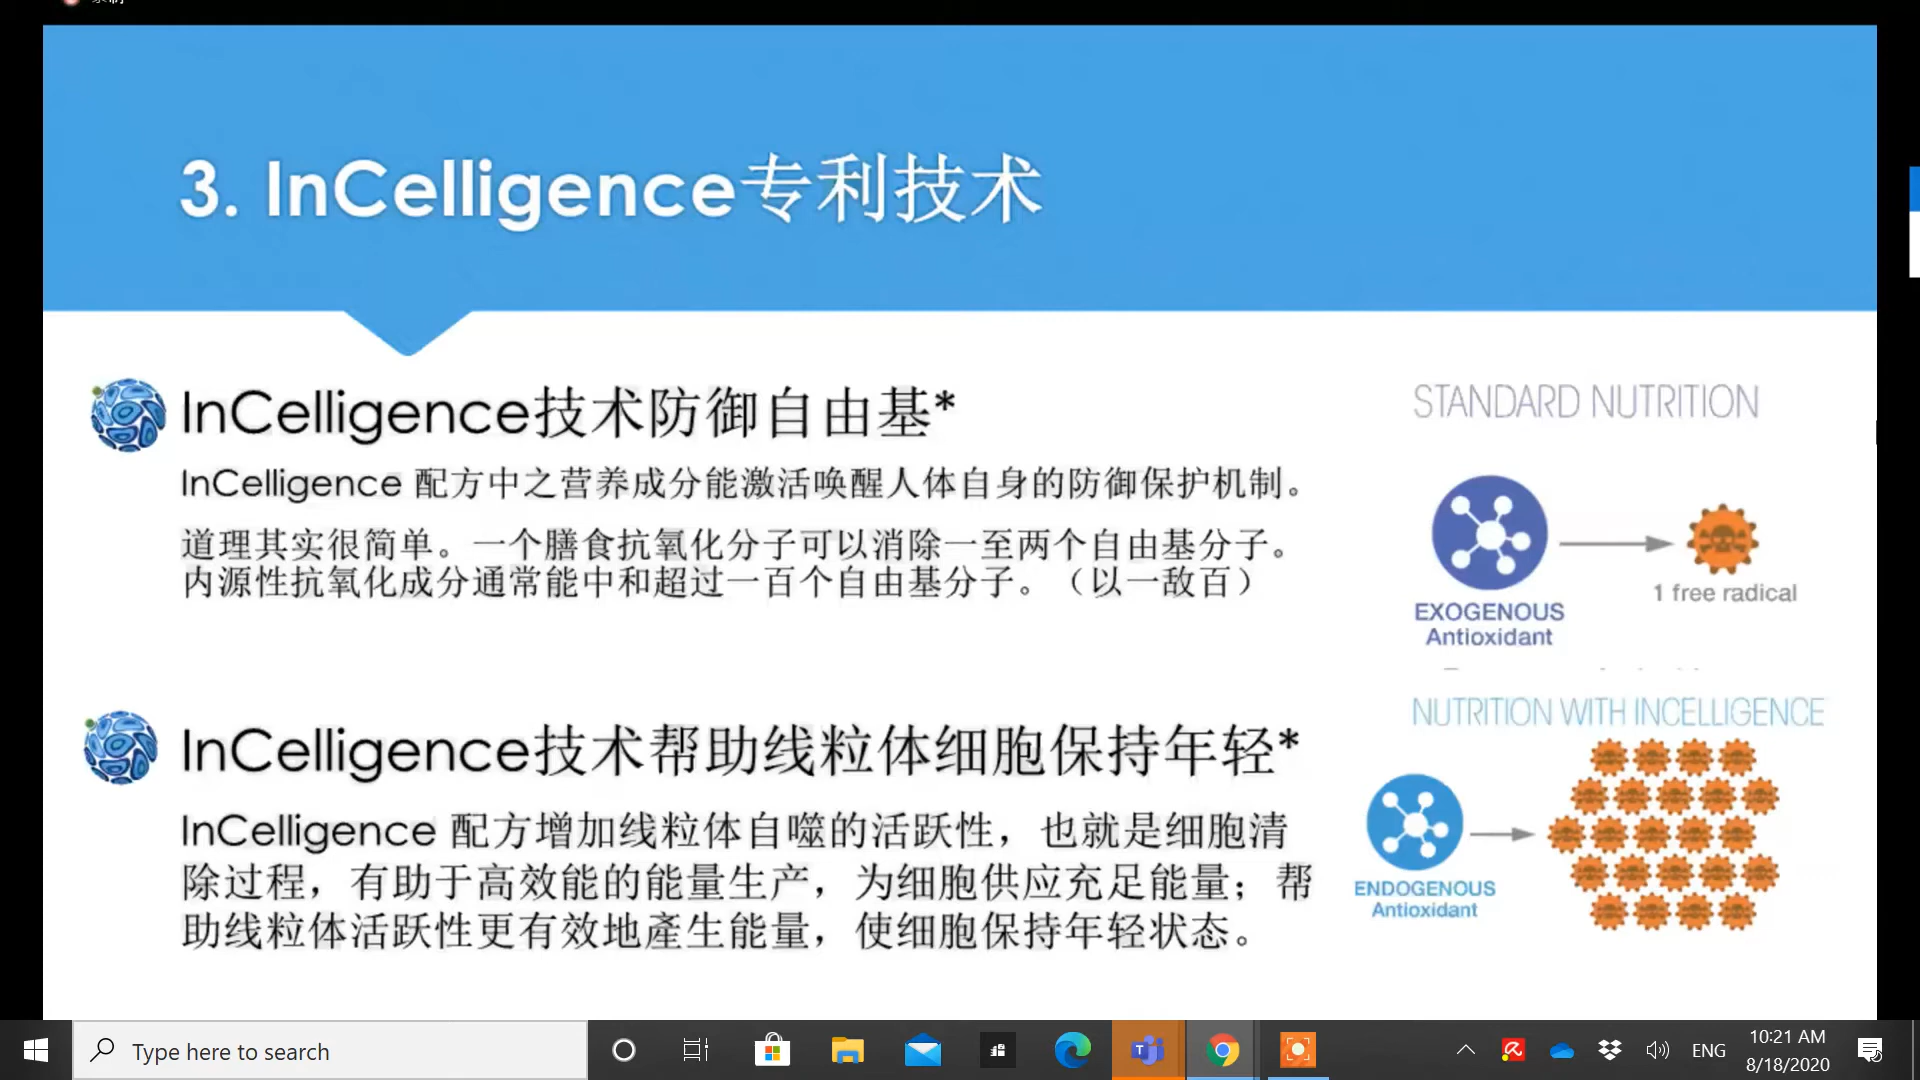 3. InCelligence专利技术
InCelligence技术防御自由基*
InCelligence 配方中之营养成分能激活唤醒人体自身的防御保护机制。
道理其实很简单。一个膳食抗氧化分子可以消除一至两个自由基分子。
内源性抗氧化成分通常能中和超过一百个自由基分子。（以一敌百）
STANDARD NUTRITION
1 free radical
EXOGENOUS
Antioxidant
InCelligence技术帮助线粒体细胞保持年轻*
InCelligence 配方增加线粒体自噬的活跃性，也就是细胞清
除过程，有助于高效能的能量生产，为细胞供应充足能量；帮
助线粒体活跃性更有效地產生能量，使细胞保持年轻状态。
NUTRITION WITH INCELLIGENCE
ENDOGENOUS
Antioxidant
Type here to search
ENG
10:21 AM
8/18/2020